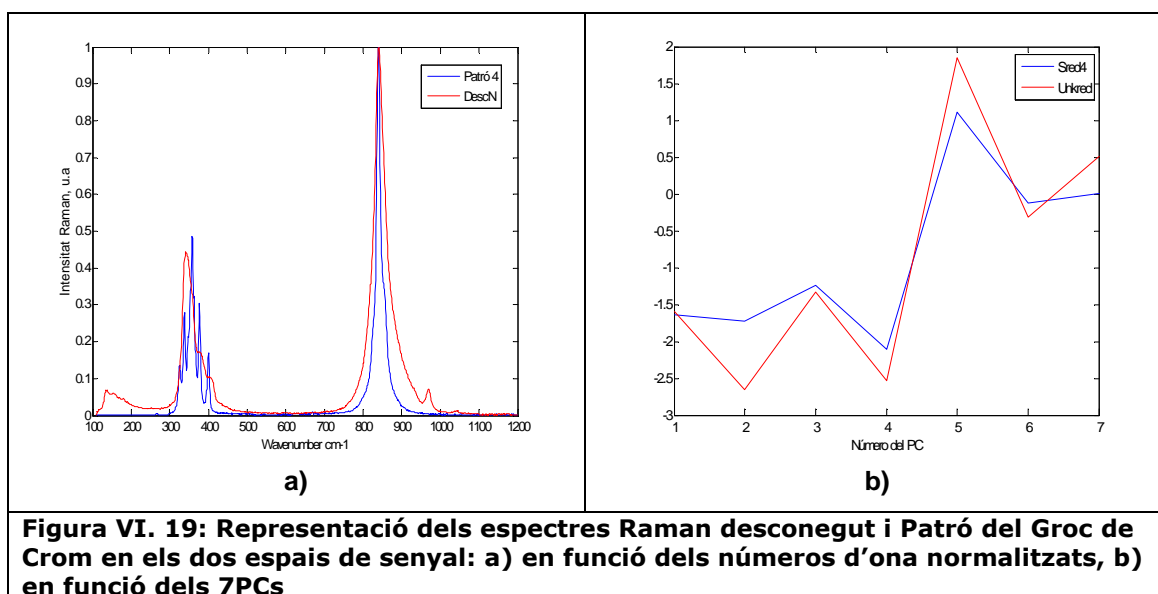 1
0.9
0.8
0.7
0.6
0.5
0.4
0.3
0.2
0.1
0
100 200 300 400 500 600 700 800 900 1000 1100 1200
Intensitat Raman, u.a
Wavenumber cm-1
Patró 4
DescN
a)
2
1.5
1
0.5
0
-0.5
-1
-1.5
-2
-2.5
-3
1 2 3 4 5 6 7
Número del PC
Sred4
Unkred
b)
Figura VI. 19: Representació dels espectres Raman desconegut i Patró del Groc de
Crom en els dos espais de senyal: a) en funció dels números d'ona normalitzats, b)
en funció dels 7PCs